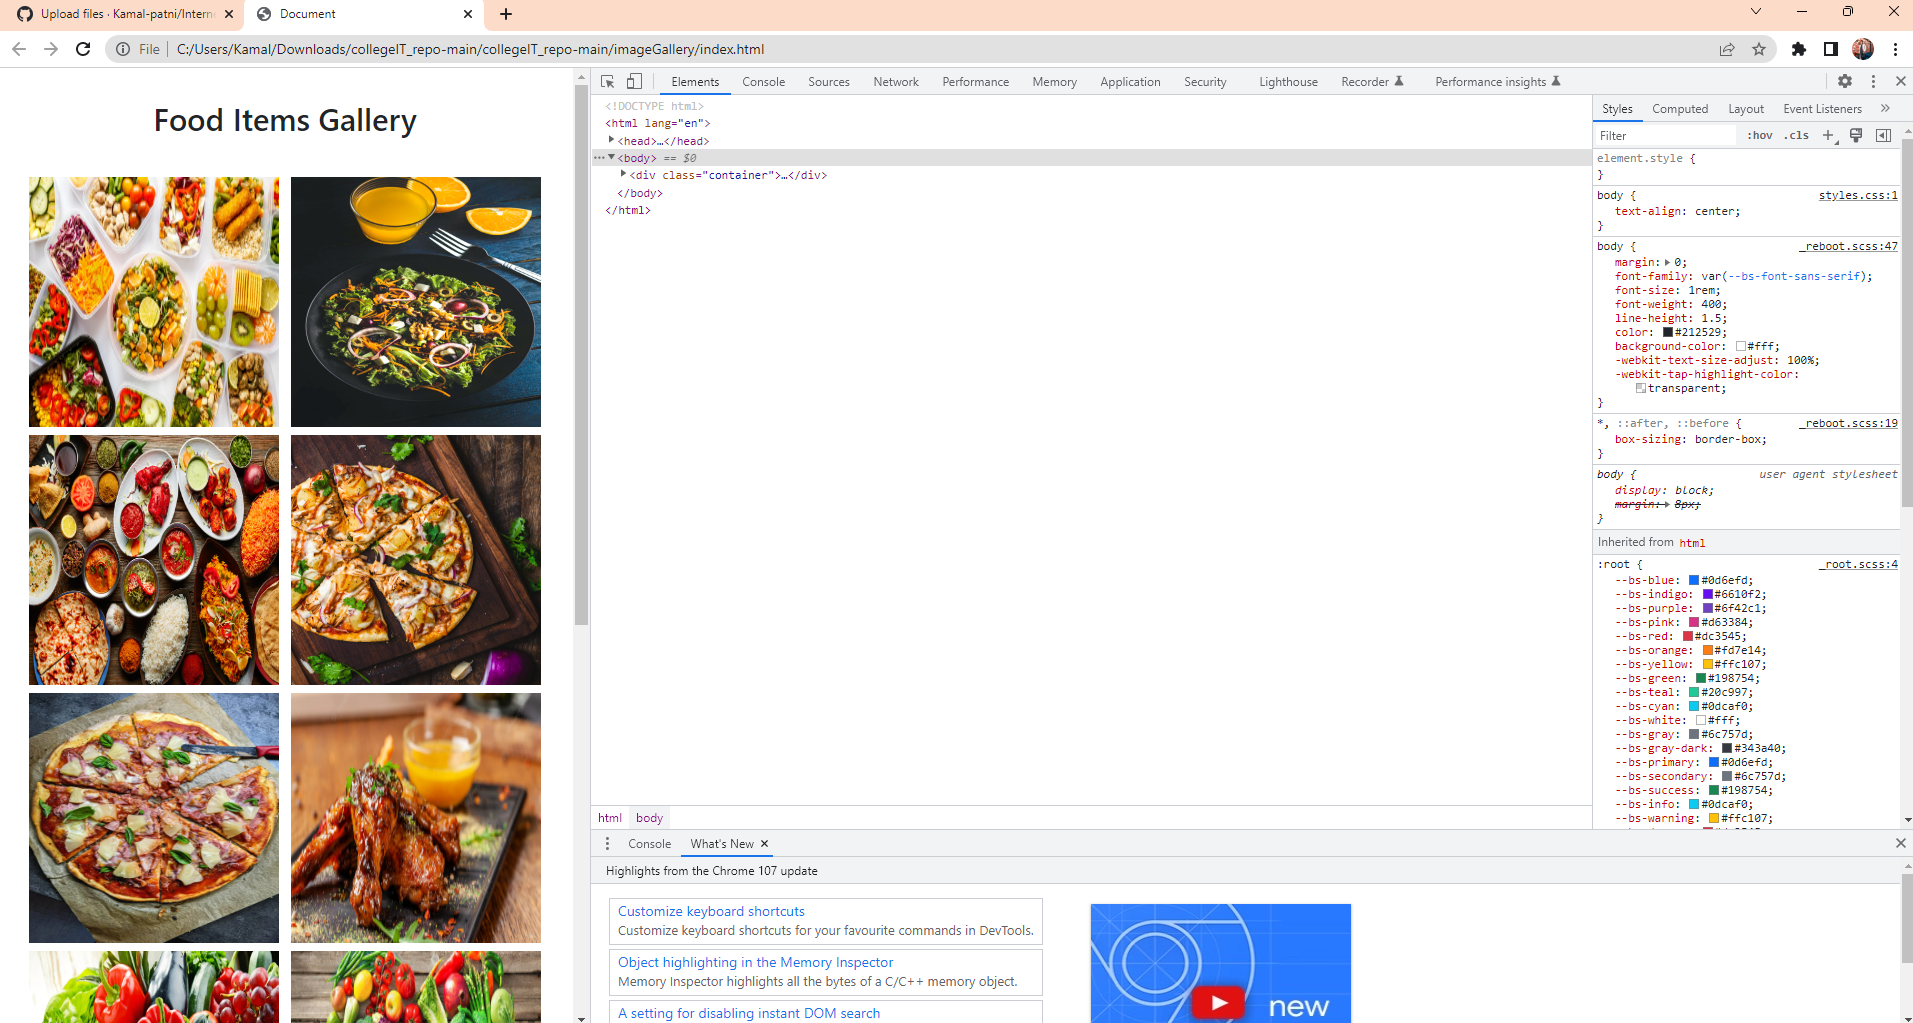 Upload files · Kamal-patni/Intern
Document
File
C:/Users/Kamal/Downloads/collegeIT_repo-main/collegeIT_repo-main/imageGallery/index.html
Food Items Gallery
Elements Console Sources Network Performance Memory Application Security Lighthouse Recorder Performance insights
<!DOCTYPE html>
<html lang="en">
<head>…</head>
<body> == $0
<div class="container">…</div>
</body>
</html>
html body
Styles Computed Layout Event Listeners »
Filter :hov .cls +
element.style {
}
body { styles.css:1
text-align: center;
}
body { _reboot.scss:47
margin: 0;
font-family: var(--bs-font-sans-serif);
font-size: 1rem;
font-weight: 400;
line-height: 1.5;
color: #212529;
background-color: #fff;
-webkit-text-size-adjust: 100%;
-webkit-tap-highlight-color:
transparent;
}
*, ::after, ::before { _reboot.scss:19
box-sizing: border-box;
}
body { user agent stylesheet
display: block;
margin: 8px;
}
Inherited from html
:root { _root.scss:4
--bs-blue: #0d6efd;
--bs-indigo: #6610f2;
--bs-purple: #6f42c1;
--bs-pink: #d63384;
--bs-red: #dc3545;
--bs-orange: #fd7e14;
--bs-yellow: #ffc107;
--bs-green: #198754;
--bs-teal: #20c997;
--bs-cyan: #0dcaf0;
--bs-white: #fff;
--bs-gray: #6c757d;
--bs-gray-dark: #343a40;
--bs-primary: #0d6efd;
--bs-secondary: #6c757d;
--bs-success: #198754;
--bs-info: #0dcaf0;
--bs-warning: #ffc107;
Console What's New
Highlights from the Chrome 107 update
Customize keyboard shortcuts
Customize keyboard shortcuts for your favourite commands in DevTools.
Object highlighting in the Memory Inspector
Memory Inspector highlights all the bytes of a C/C++ memory object.
A setting for disabling instant DOM search
new